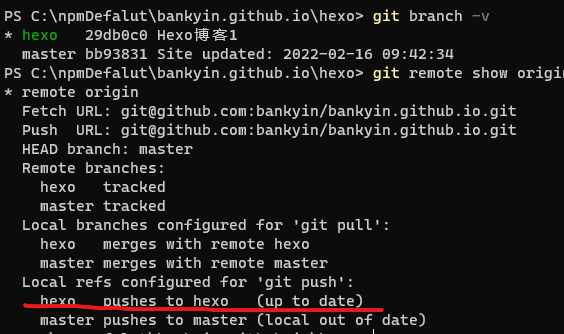 PS C:\npmDefalut\bankyin.github.io\hexo> git branch -v
* hexo   29db0c0 Hexo博客1
  master bb93831 Site updated: 2022-02-16 09:42:34
PS C:\npmDefalut\bankyin.github.io\hexo> git remote show origin
* remote origin
  Fetch URL: git@github.com:bankyin/bankyin.github.io.git
  Push  URL: git@github.com:bankyin/bankyin.github.io.git
  HEAD branch: master
  Remote branches:
    hexo   tracked
    master tracked
  Local branches configured for 'git pull':
    hexo   merges with remote hexo
    master merges with remote master
  Local refs configured for 'git push':
    hexo   pushes to hexo   (up to date)
    master pushes to master (local out of date)